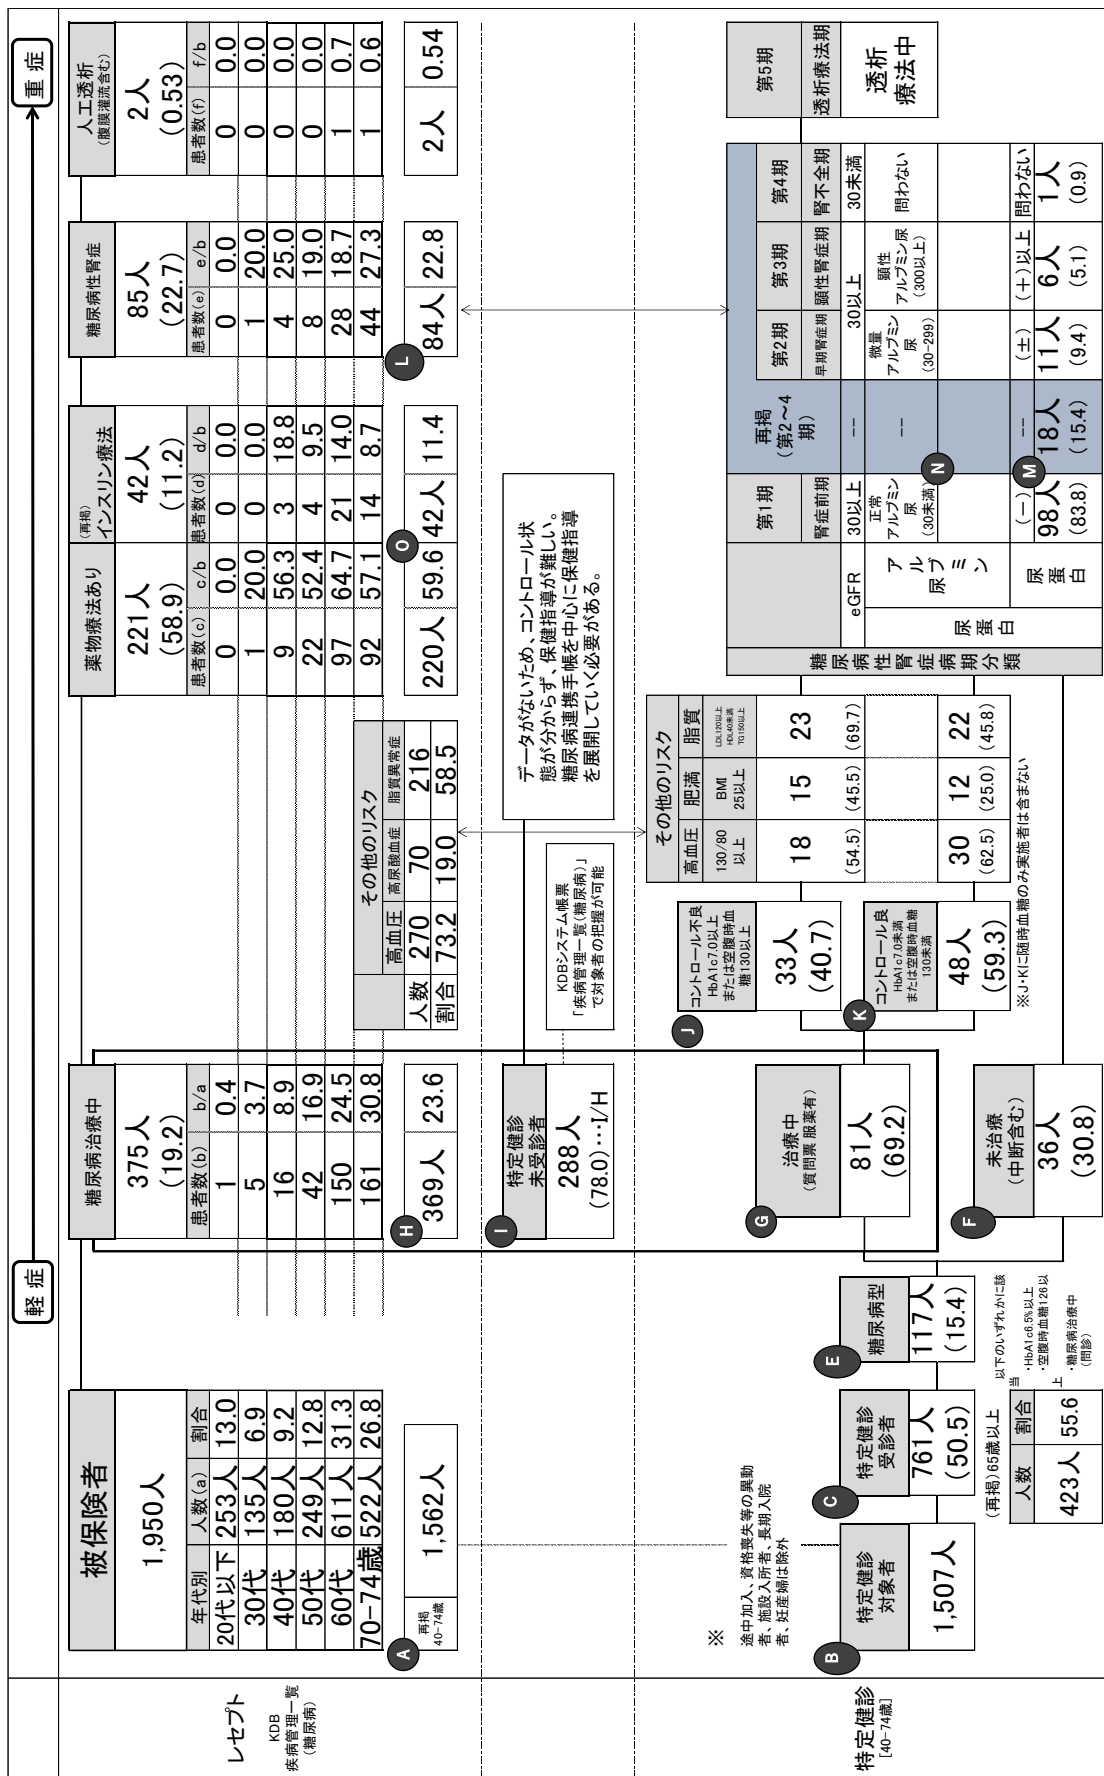 軽症
重症
レセプト
KDB
疾病管理一覧
(糖尿病)
被保険者
1,950人
年代別 人数(a) 割合
20代以下 253人 13.0
30代 135人 6.9
40代 180人 9.2
50代 249人 12.8
60代 611人 31.3
70-74歳 522人 26.8
A
再掲
40-74歳
1,562人
糖尿病治療中
375人
(19.2)
患者数(b) b/a
1 0.4
5 3.7
16 8.9
42 16.9
150 24.5
161 30.8
H
369人 23.6
その他のリスク
高血圧 高尿酸血症 脂質異常症
人数 270 70 216
割合 73.2 19.0 58.5
薬物療法あり
221人
(58.9)
患者数(c) c/b
0 0.0
1 20.0
9 56.3
22 52.4
97 64.7
92 57.1
220人 59.6
(再掲)
インスリン療法
42人
(11.2)
患者数(d) d/b
0 0.0
0 0.0
3 18.8
4 9.5
21 14.0
14 8.7
O
42人 11.4
糖尿病性腎症
85人
(22.7)
患者数(e) e/b
0 0.0
1 20.0
4 25.0
8 19.0
28 18.7
44 27.3
L
84人 22.8
人工透析
(腹膜灌流含む)
2人
(0.53)
患者数(f) f/b
0 0.0
0 0.0
0 0.0
0 0.0
1 0.7
1 0.6
2人 0.54
I
特定健診
未受診者
288人
(78.0)…I/H
KDBシステム帳票
「疾病管理一覧(糖尿病)」
で対象者の把握が可能
データがないため、コントロール状
態が分からず、保健指導が難しい。
糖尿病連携手帳を中心に保健指導
を展開していく必要がある。
特定健診
[40-74歳]
※
途中加入、資格喪失等の異動
者、施設入所者、長期入院
者、妊産婦は除外
B
特定健診
対象者
1,507人
C
特定健診
受診者
761人
(50.5)
(再掲)65歳以上
人数 割合
423人 55.6
E
糖尿病型
117人
(15.4)
以下のいずれかに該
当
・HbA1c6.5%以上
・空腹時血糖126以
上
・糖尿病治療中
(問診)
G
治療中
(質問票 服薬有)
81人
(69.2)
F
未治療
(中断含む)
36人
(30.8)
J
コントロール不良
HbA1c7.0以上
または空腹時血
糖130以上
33人
(40.7)
K
コントロール良
HbA1c7.0未満
または空腹時血糖
130未満
48人
(59.3)
※J・Kに随時血糖のみ実施者は含まない
その他のリスク
高血圧 肥満 脂質
130/80
以上
BMI
25以上
LDL120以上
HDL40未満
TG150以上
18 15 23
(54.5) (45.5) (69.7)
30 12 22
(62.5) (25.0) (45.8)
糖尿病性腎症病期分類
第1期 再掲
(第2～4
期) 第2期 第3期 第4期 第5期
腎症前期 早期腎症期 顕性腎症期 腎不全期 透析療法期
eGFR 30以上 -- 30以上 30未満
尿蛋白
アルブミン
尿
正常
アルブミン
尿
(30未満)
--
微量
アルブミン
尿
(30-299)
顕性
アルブミン尿
(300以上)
問わない
透析
療法中
N
尿蛋白
(－) -- (±) (＋)以上 問わない
M
98人 18人 11人 6人 1人
(83.8) (15.4) (9.4) (5.1) (0.9)